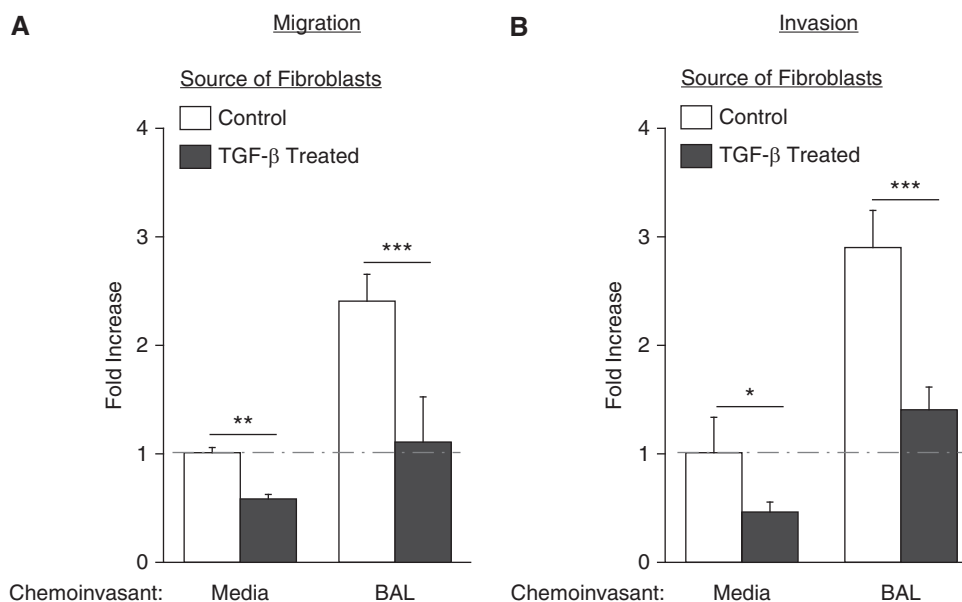 A
Migration
Source of Fibroblasts
Control
TGF-β Treated
4
3
2
1
0
Fold Increase
**
***
Chemoinvasant:
Media
BAL
B
Invasion
Source of Fibroblasts
Control
TGF-β Treated
4
3
2
1
0
Fold Increase
*
***
Chemoinvasant:
Media
BAL